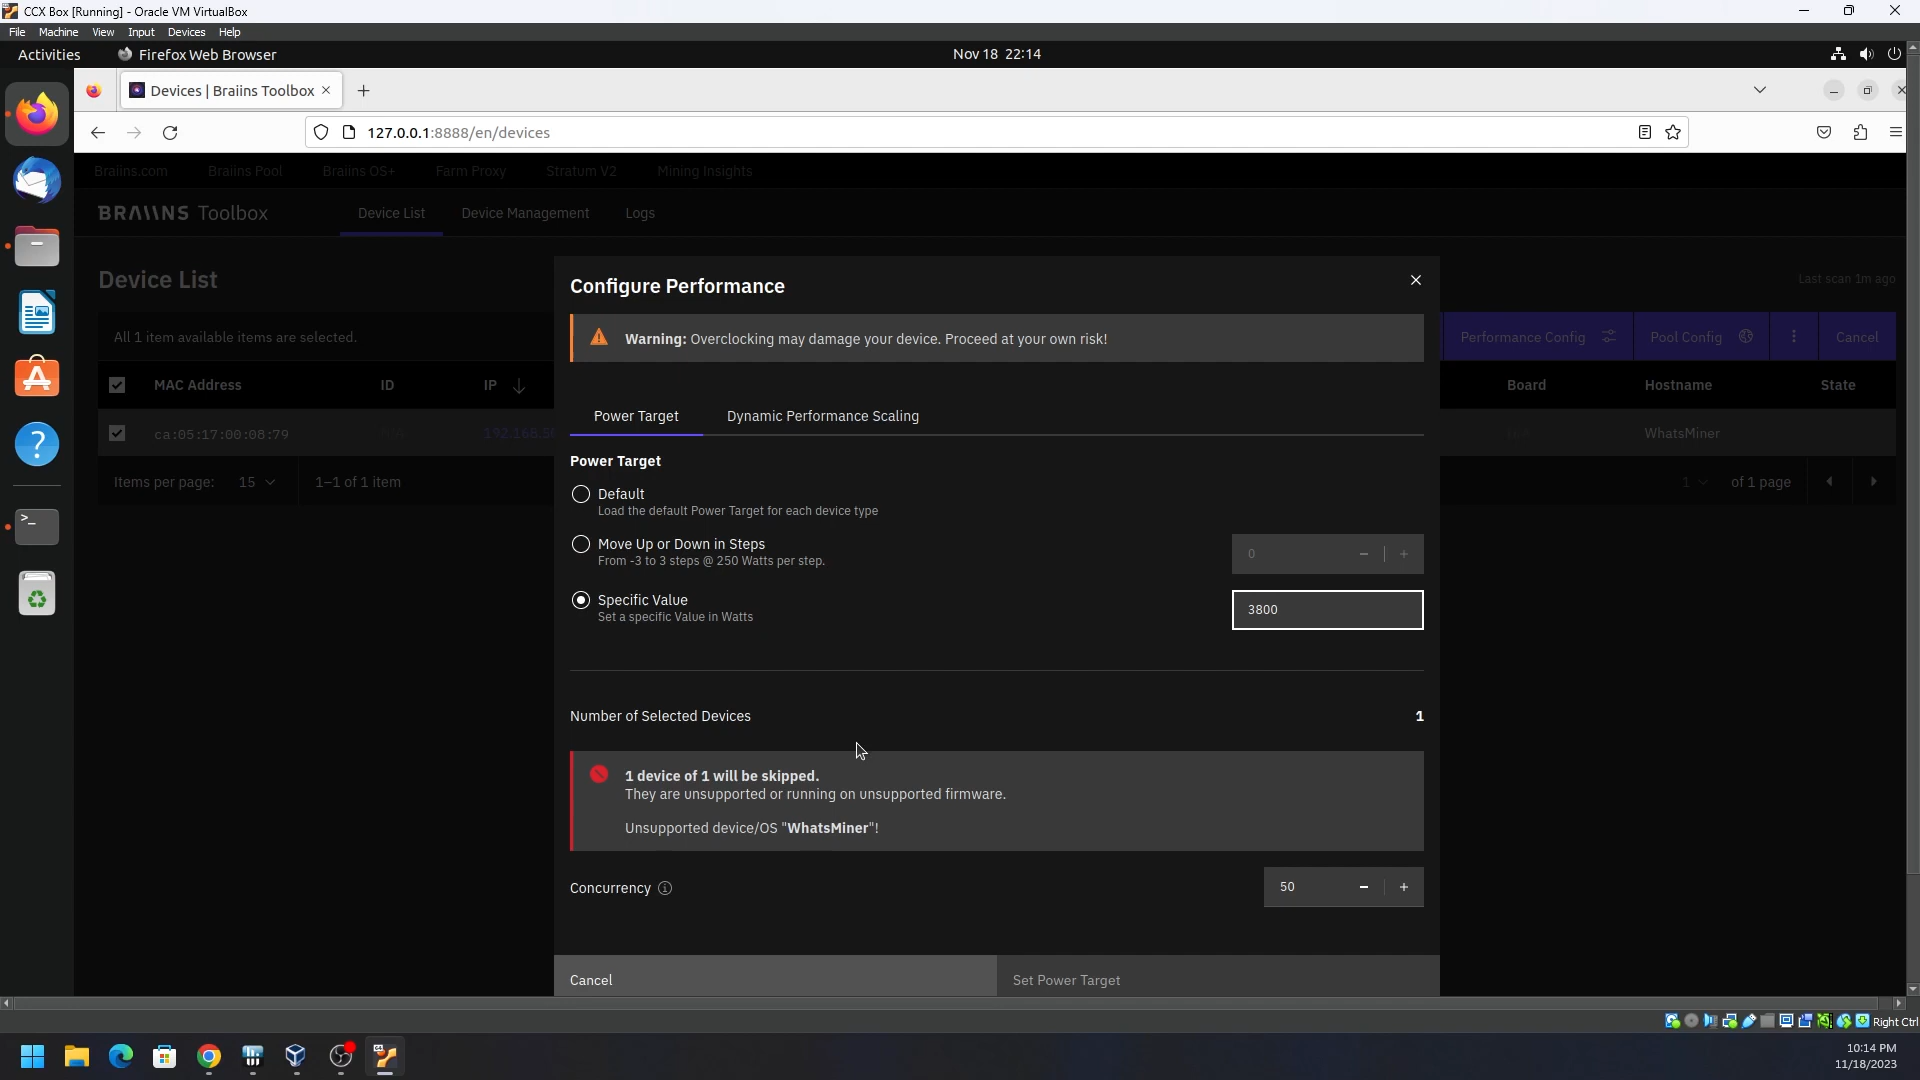 CCX Box [Running] - Oracle VM VirtualBox
File Machine View Input Devices Help
Activities Firefox Web Browser Nov 18 22:14
Devices | Braiins Toolbox
127.0.0.1:8888/en/devices
Braiins.com Braiins Pool Braiins OS+ Farm Proxy Stratum V2 Mining Insights
BRAIINS Toolbox Device List Device Management Logs
Device List Last scan 1m ago
All 1 item available items are selected. Performance Config Pool Config Cancel
MAC Address ID IP Board Hostname State
ca:05:17:00:08:79 N/A WhatsMiner
Items per page: 15 1–1 of 1 item 1 of 1 page
Configure Performance
Warning: Overclocking may damage your device. Proceed at your own risk!
Power Target Dynamic Performance Scaling
Power Target
Default
Load the default Power Target for each device type
Move Up or Down in Steps 0
From -3 to 3 steps @ 250 Watts per step.
Specific Value 3800
Set a specific Value in Watts
Number of Selected Devices 1
1 device of 1 will be skipped.
They are unsupported or running on unsupported firmware.
Unsupported device/OS "WhatsMiner"!
Concurrency 50
Cancel Set Power Target
Right Ctrl
10:14 PM
11/18/2023